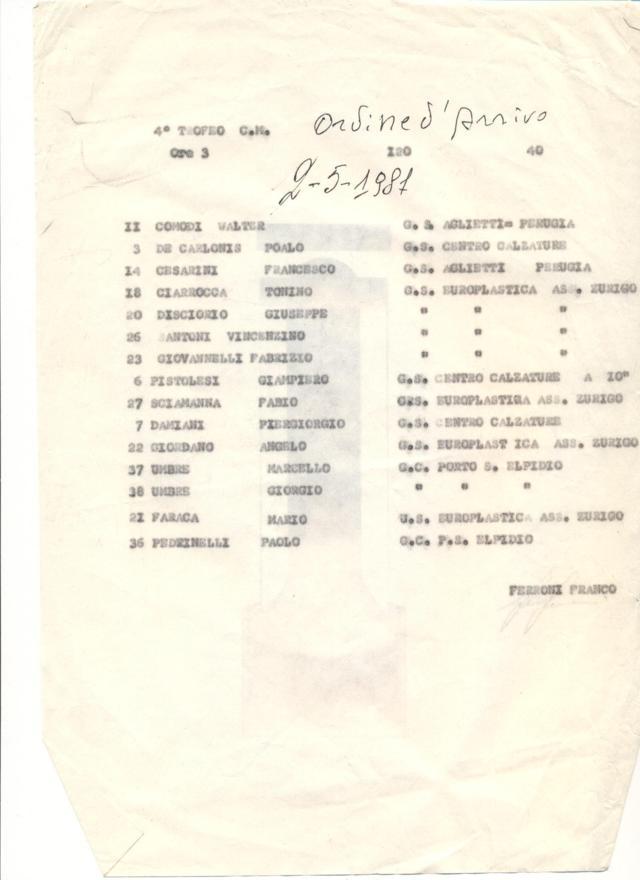 4° TROFEO C.M. Ordine d'Arrivo
Ore 3 I20 40
2-5-1981
II COMODI WALTER G. S. AGLIETTI= PERUGIA
3 DE CARLONIS POALO G.S. CENTRO CALZATURE
I4 CESARINI FRANCESCO G.S. AGLIETTI PERUGIA
I8 CIARROCCA TONINO G.S. EUROPLASTICA ASS. ZURIGO
20 DISCIORIO GIUSEPPE " " "
26 SANTONI VINCENZINO " " "
23 GIOVANNELLI FABRIZIO " " "
6 PISTOLESI GIAMPIERO G.S. CENTRO CALZATURE A IO"
27 SCIAMANNA FABIO G.S. EUROPLASTICA ASS. ZURIGO
7 DAMIANI PIERGIORGIO G.S. CENTRO CALZATURE
22 GIORDANO ANGELO G.S. EUROPLAST ICA ASS. ZURIGO
37 UMBRE MARCELLO G.C. PORTO S. ELPIDIO
38 UMBRE GIORGIO " " "
2I FARACA MARIO U.S. EUROPLASTICA ASS. ZURIGO
36 PEDRINELLI PAOLO G.C. P.S. ELPIDIO
FERRONI FRANCO